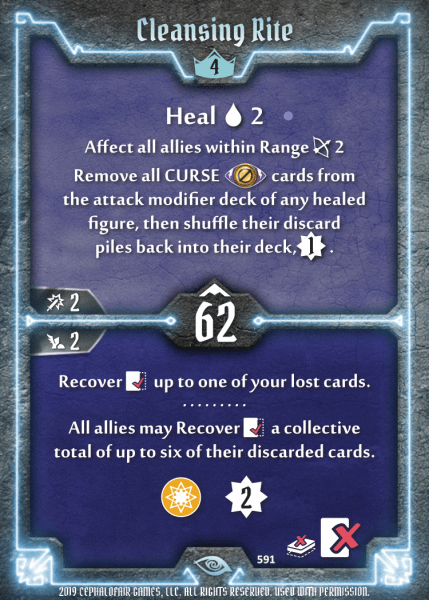 Cleansing Rite
4
Heal 2
Affect all allies within Range 2
Remove all CURSE cards from
the attack modifier deck of any healed
figure, then shuffle their discard
piles back into their deck, 1 .
2
62
2
Recover up to one of your lost cards.
.........
All allies may Recover a collective
total of up to six of their discarded cards.
2
591
2019 CEPHALOFAIR GAMES, LLC. ALL RIGHTS RESERVED. USED WITH PERMISSION.